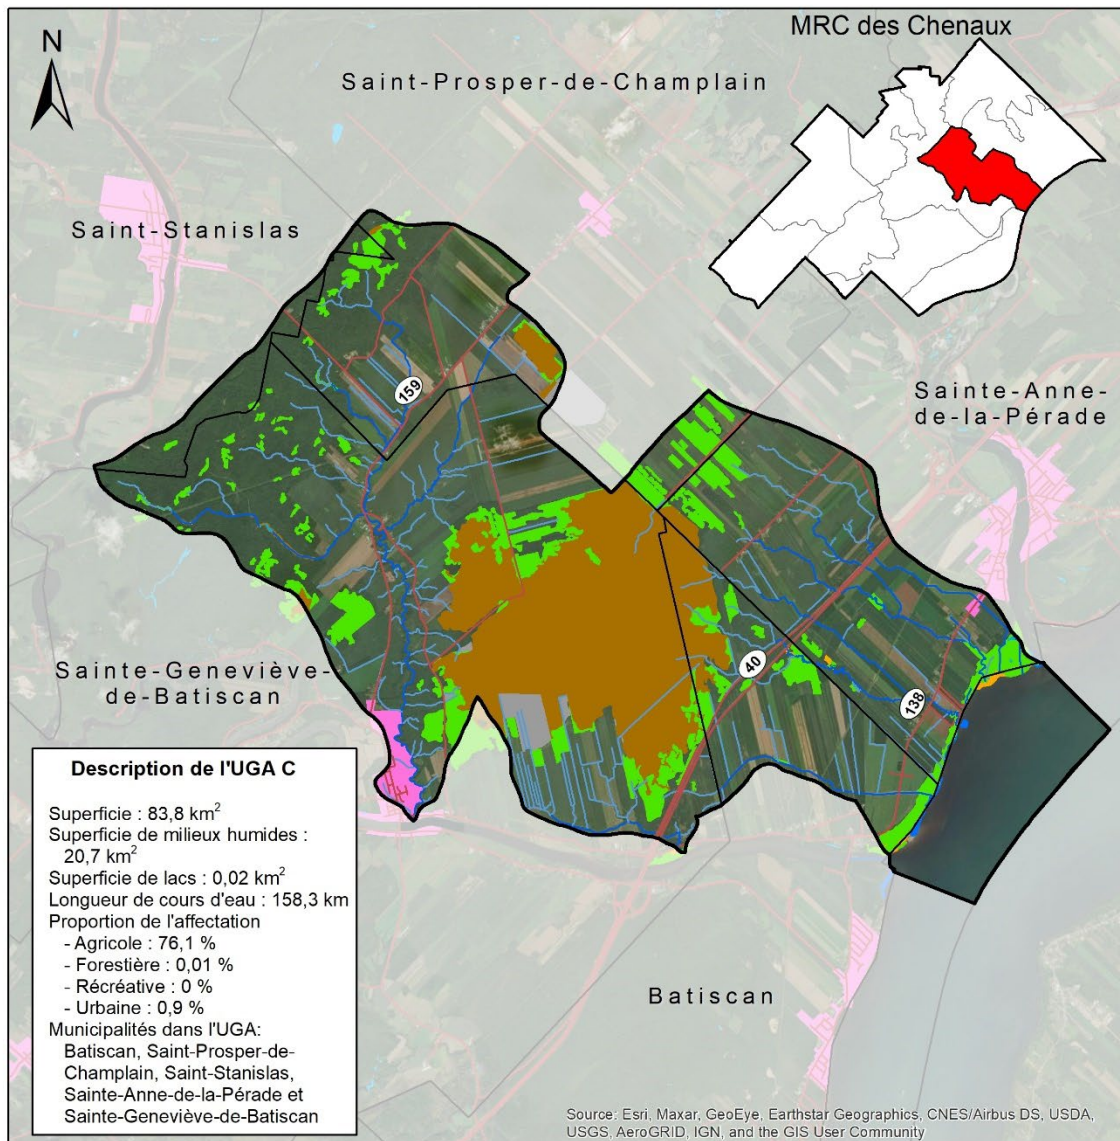 N
MRC des Chenaux
Saint-Prosper-de-Champlain
Saint-Stanislas
159
Sainte-Anne-
de-la-Pérade
Sainte-Geneviève-
de-Batiscan
40
138
Batiscan
Description de l'UGA C
Superficie : 83,8 km²
Superficie de milieux humides :
20,7 km²
Superficie de lacs : 0,02 km²
Longueur de cours d'eau : 158,3 km
Proportion de l'affectation
- Agricole : 76,1 %
- Forestière : 0,01 %
- Récréative : 0 %
- Urbaine : 0,9 %
Municipalités dans l'UGA:
Batiscan, Saint-Prosper-de-
Champlain, Saint-Stanislas,
Sainte-Anne-de-la-Pérade et
Sainte-Geneviève-de-Batiscan
Source: Esri, Maxar, GeoEye, Earthstar Geographics, CNES/Airbus DS, USDA,
USGS, AeroGRID, IGN, and the GIS User Community